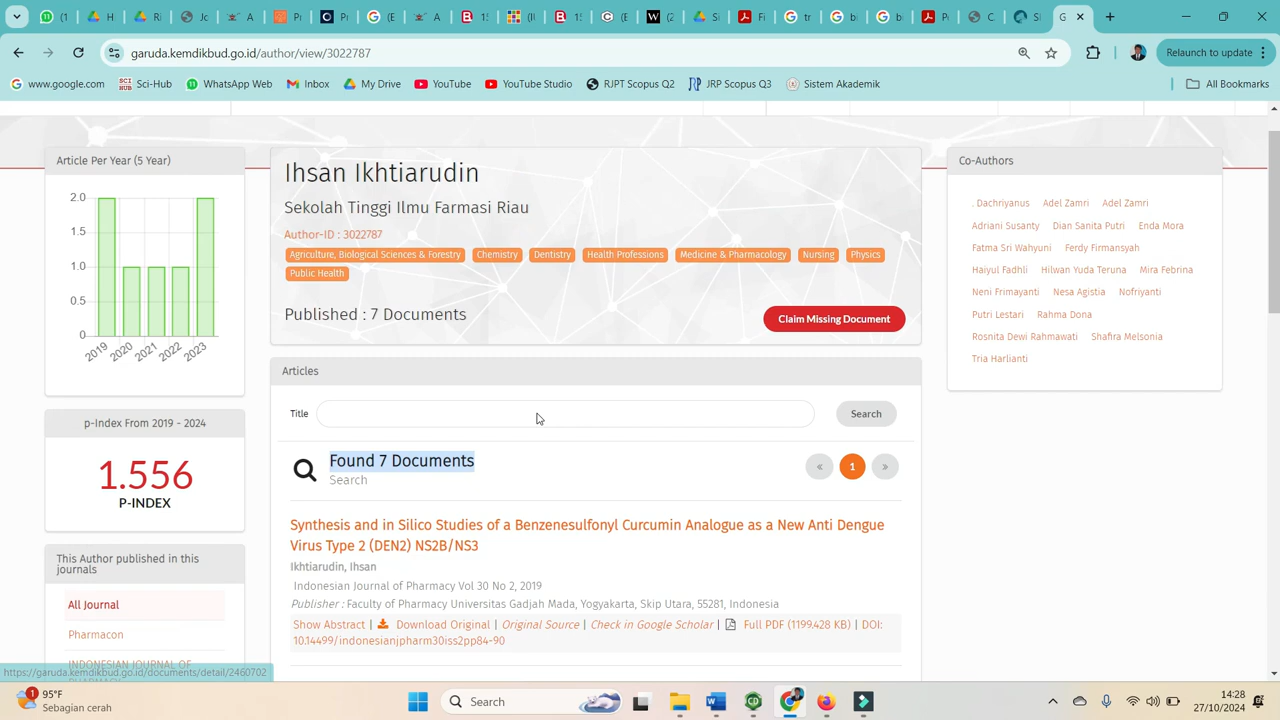 garuda.kemdikbud.go.id/author/view/3022787
Relaunch to update
www.google.com
SCI HUB Sci-Hub
WhatsApp Web
Inbox
My Drive
YouTube
YouTube Studio
RJPT Scopus Q2
JRP Scopus Q3
Sistem Akademik
All Bookmarks
Article Per Year (5 Year)
2.0
1.5
1.0
0.5
0
2019
2020
2021
2022
2023
p-Index From 2019 - 2024
1.556
P-INDEX
This Author published in this
journals
All Journal
Pharmacon
INDONESIAN JOURNAL OF
Ihsan Ikhtiarudin
Sekolah Tinggi Ilmu Farmasi Riau
Author-ID : 3022787
Agriculture, Biological Sciences & Forestry Chemistry Dentistry Health Professions Medicine & Pharmacology Nursing Physics
Public Health
Published : 7 Documents
Claim Missing Document
Articles
Title
Search
Found 7 Documents
Search
« 1 »
Synthesis and in Silico Studies of a Benzenesulfonyl Curcumin Analogue as a New Anti Dengue
Virus Type 2 (DEN2) NS2B/NS3
Ikhtiarudin, Ihsan
Indonesian Journal of Pharmacy Vol 30 No 2, 2019
Publisher : Faculty of Pharmacy Universitas Gadjah Mada, Yogyakarta, Skip Utara, 55281, Indonesia
Show Abstract | Download Original | Original Source | Check in Google Scholar | Full PDF (1199.428 KB) | DOI:
10.14499/indonesianjpharm30iss2pp84-90
Co-Authors
. Dachriyanus Adel Zamri Adel Zamri
Adriani Susanty Dian Sanita Putri Enda Mora
Fatma Sri Wahyuni Ferdy Firmansyah
Haiyul Fadhli Hilwan Yuda Teruna Mira Febrina
Neni Frimayanti Nesa Agistia Nofriyanti
Putri Lestari Rahma Dona
Rosnita Dewi Rahmawati Shafira Melsonia
Tria Harlianti
https://garuda.kemdikbud.go.id/documents/detail/2460702
1
95°F
Sebagian cerah
Search
14:28
27/10/2024